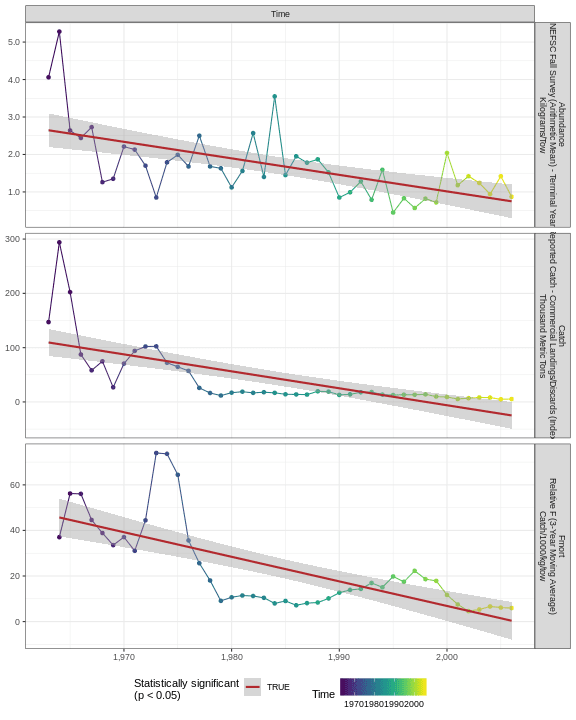 Time
5.0
4.0
3.0
2.0
1.0
Abundance
NEFSC Fall Survey (Arithmetic Mean) - Terminal Year
Kilograms/tow
300
200
100
0
Catch
Reported Catch - Commercial Landings/Discards (Index
Thousand Metric Tons
60
40
20
0
Fmort
Relative F (3-Year Moving Average)
Catch/1000/kg/tow
1,970
1,980
1,990
2,000
Statistically significant
(p < 0.05)
TRUE
Time
1970198019902000